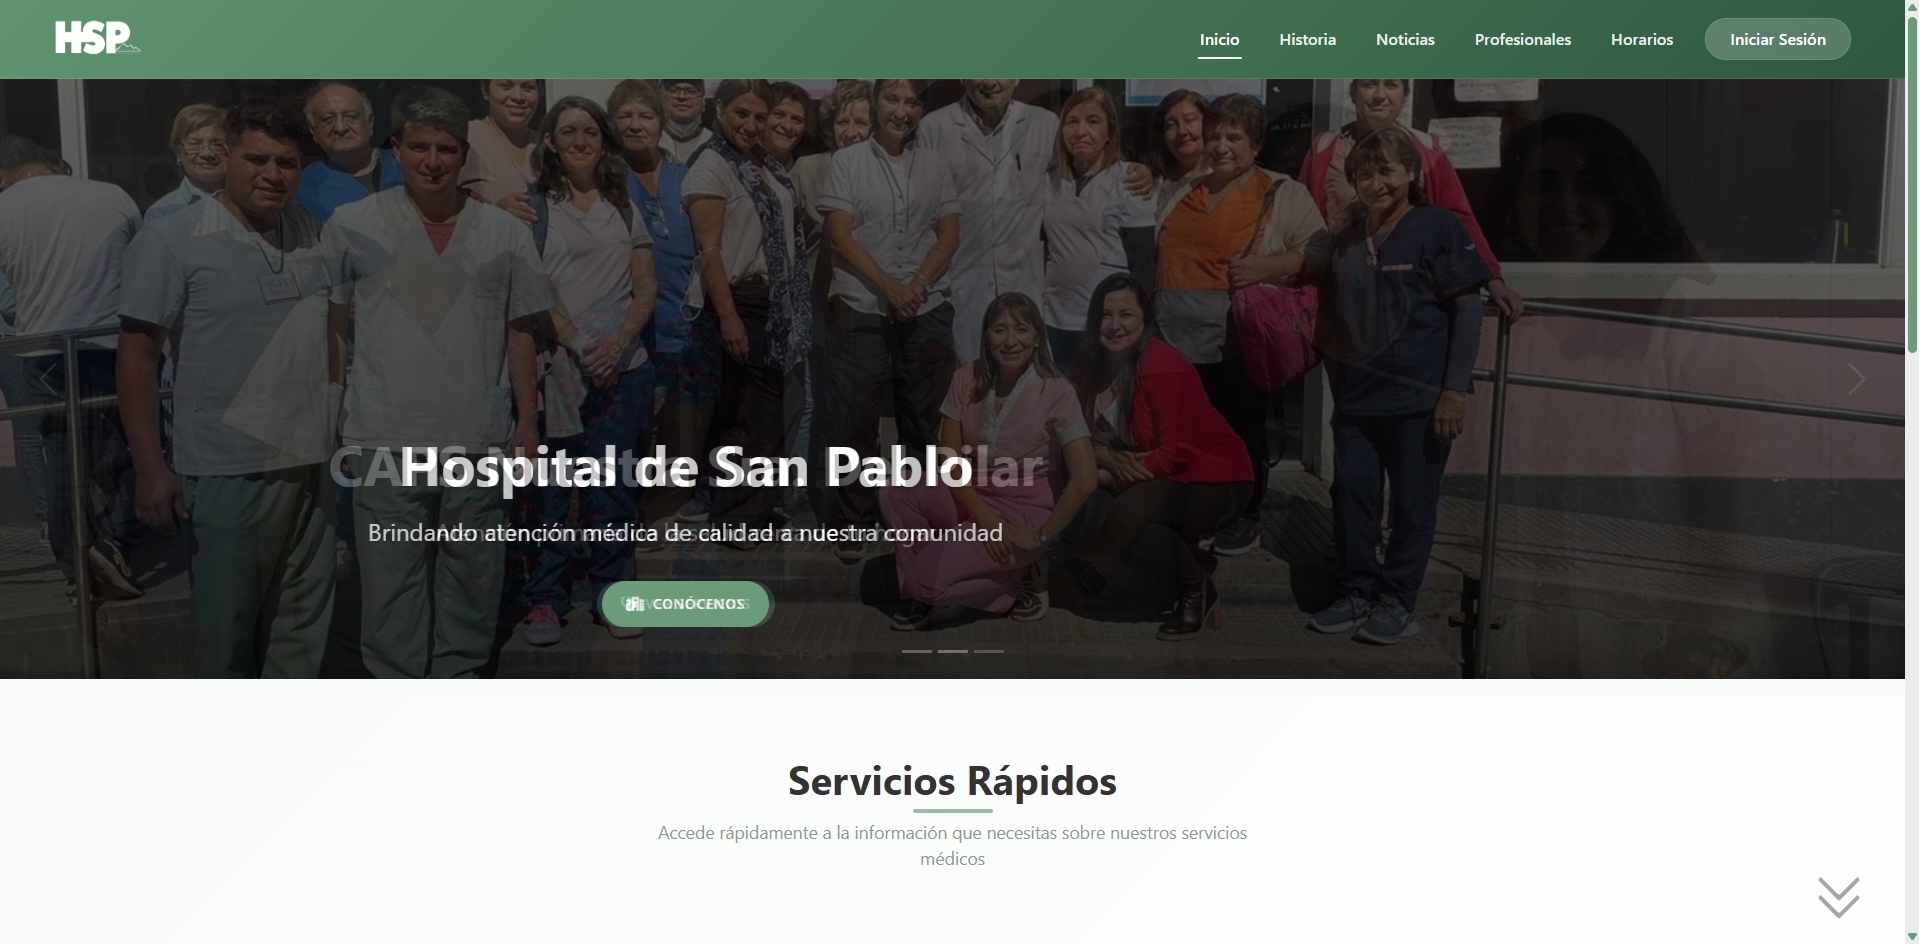 HSP
Inicio
Historia
Noticias
Profesionales
Horarios
Iniciar Sesión
Hospital de San Pablo
Brindando atención médica de calidad a nuestra comunidad
CONÓCENOS
Servicios Rápidos
Accede rápidamente a la información que necesitas sobre nuestros servicios
médicos